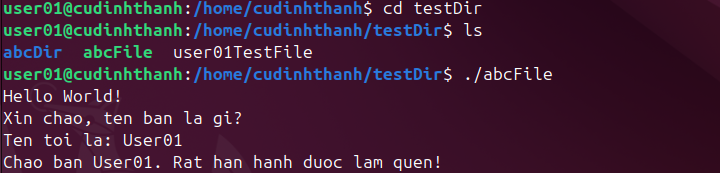 user01@cudinhthanh:/home/cudinhthanh$ cd testDir
user01@cudinhthanh:/home/cudinhthanh/testDir$ ls
abcDir  abcFile  user01TestFile
user01@cudinhthanh:/home/cudinhthanh/testDir$ ./abcFile
Hello World!
Xin chao, ten ban la gi?
Ten toi la: User01
Chao ban User01. Rat han hanh duoc lam quen!